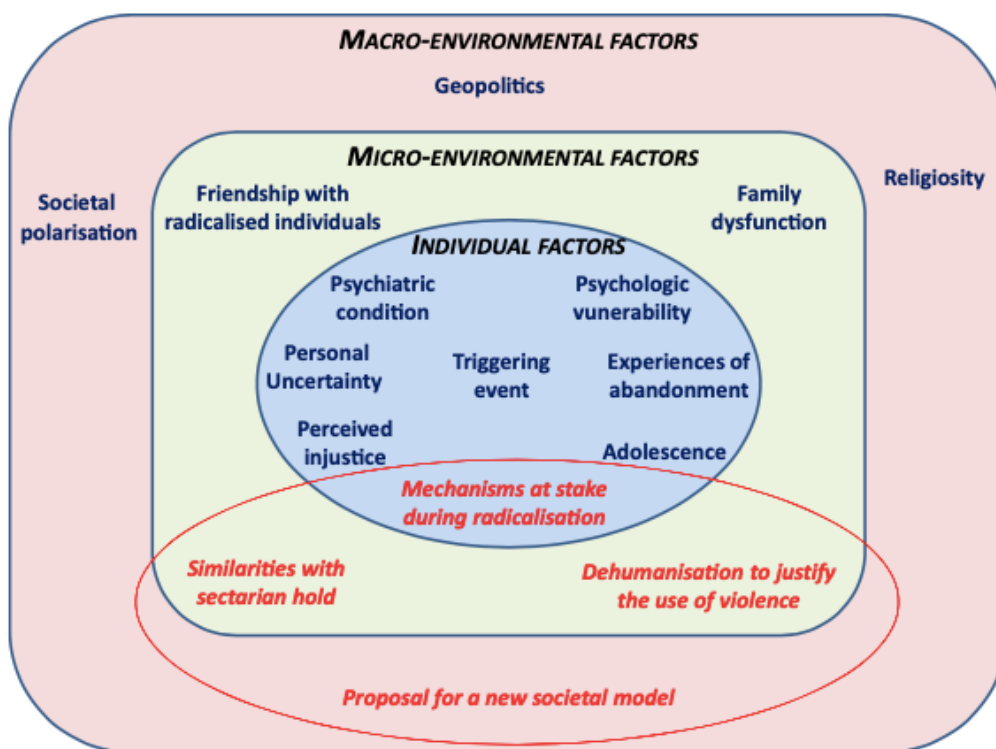 MACRO-ENVIRONMENTAL FACTORS
Geopolitics
MICRO-ENVIRONMENTAL FACTORS
Religiosity
Societal
polarisation
Friendship with
radicalised individuals
Family
dysfunction
INDIVIDUAL FACTORS
Psychiatric
condition
Psychologic
vunerability
Personal
Uncertainty
Triggering
event
Experiences of
abandonment
Perceived
injustice
Adolescence
Mechanisms at stake
during radicalisation
Similarities with
sectarian hold
Dehumanisation to justify
the use of violence
Proposal for a new societal model